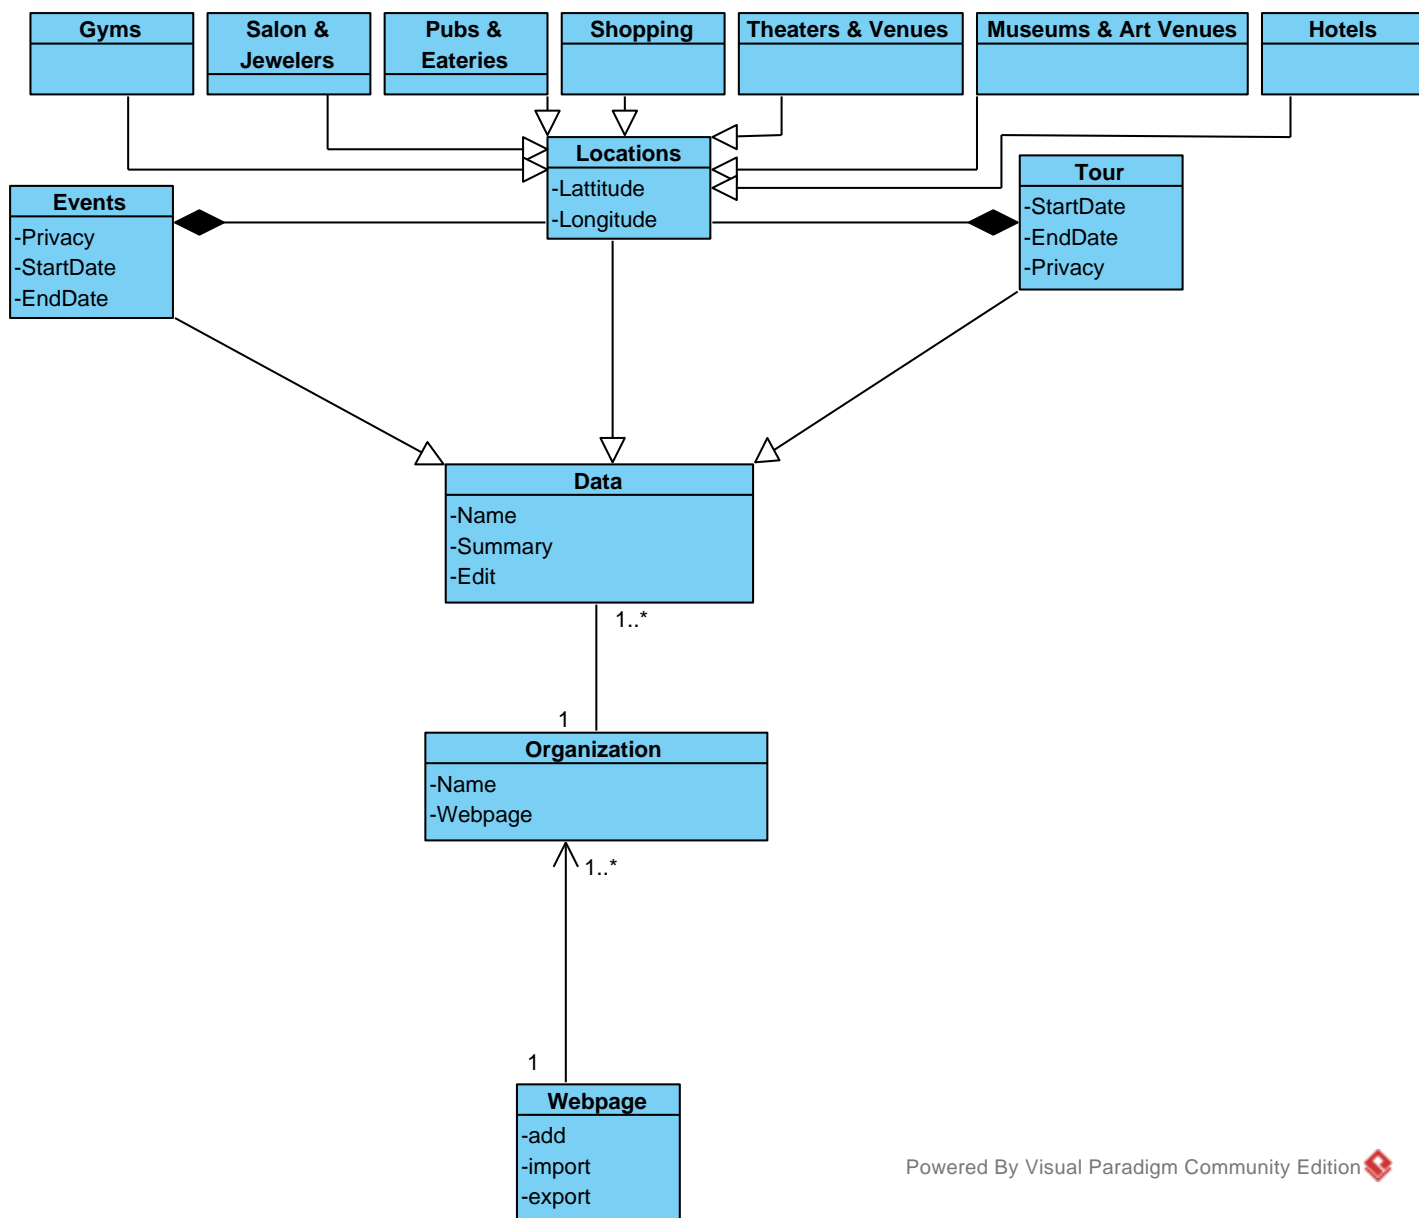 Gyms
Salon &
Jewelers
Pubs &
Eateries
Shopping
Theaters & Venues
Museums & Art Venues
Hotels
Locations
-Lattitude
-Longitude
Events
-Privacy
-StartDate
-EndDate
Tour
-StartDate
-EndDate
-Privacy
Data
-Name
-Summary
-Edit
1..*
1
Organization
-Name
-Webpage
1..*
1
Webpage
-add
-import
-export
Powered By Visual Paradigm Community Edition